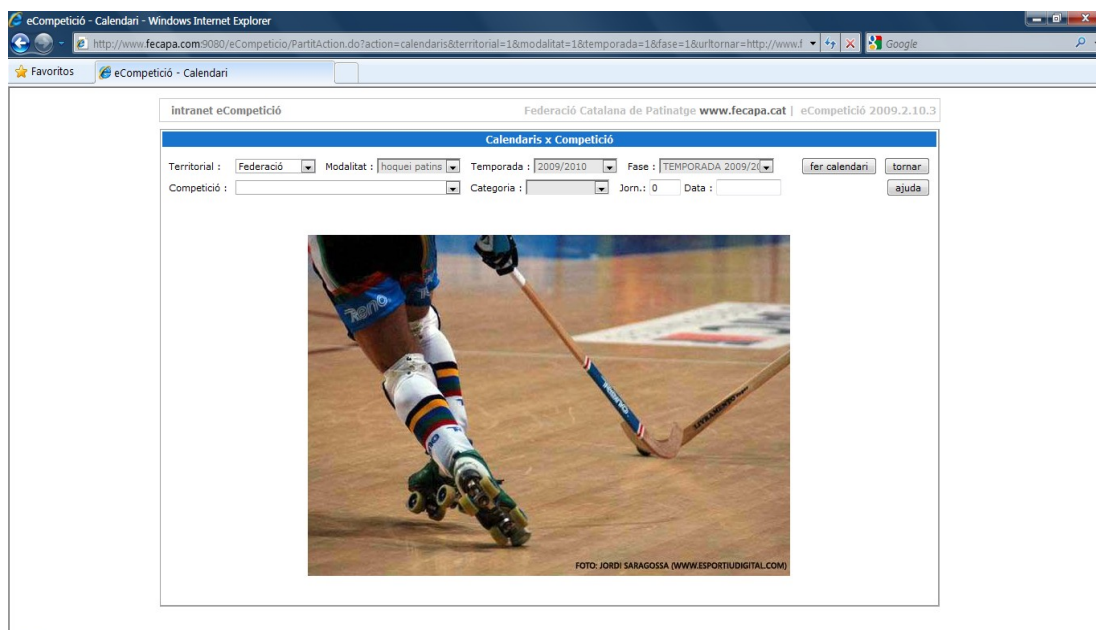 eCompetició - Calendari - Windows Internet Explorer
http://www.fecapa.com:9080/eCompeticio/PartitAction.do?action=calendaris&territorial=1&modalitat=1&temporada=1&fase=1&urltornar=http://www.f
Google
Favoritos eCompetició - Calendari
intranet eCompetició Federació Catalana de Patinatge www.fecapa.cat | eCompetició 2009.2.10.3
Calendaris x Competició
Territorial : Federació Modalitat : hoquei patins Temporada : 2009/2010 Fase : TEMPORADA 2009/20 fer calendari tornar
Competició : Categoria : Jorn.: 0 Data : ajuda
Reno
FOTO: JORDI SARAGOSSA (WWW.ESPORTIUDIGITAL.COM)